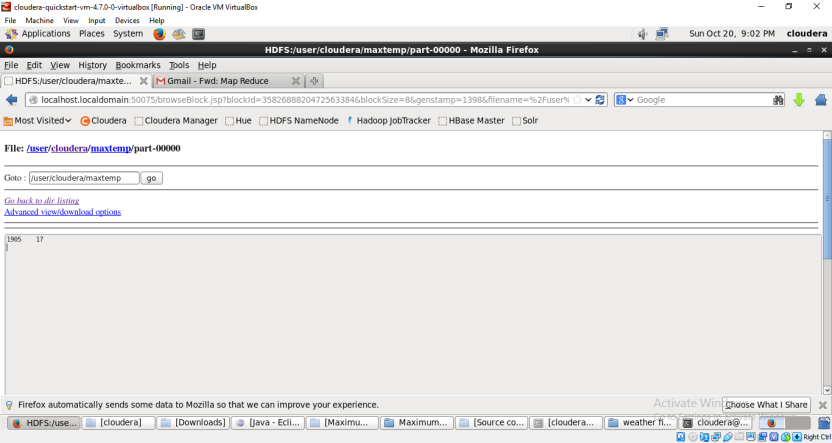 cloudera-quickstart-vm-4.7.0-0-virtualbox [Running] - Oracle VM VirtualBox
File Machine View Input Devices Help
Applications Places System Sun Oct 20, 9:02 PM cloudera
HDFS:/user/cloudera/maxtemp/part-00000 - Mozilla Firefox
File Edit View History Bookmarks Tools Help
HDFS:/user/cloudera/maxte... Gmail - Fwd: Map Reduce
localhost.localdomain:50075/browseBlock.jsp?blockId=3582688820472563384&blockSize=8&genstamp=1398&filename=%2Fuser% Google
Most Visited Cloudera Cloudera Manager Hue HDFS NameNode Hadoop JobTracker HBase Master Solr
File: /user/cloudera/maxtemp/part-00000
Goto : /user/cloudera/maxtemp go
Go back to dir listing
Advanced view/download options
1905 17
Firefox automatically sends some data to Mozilla so that we can improve your experience. Choose What I Share
Activate Win
HDFS:/use... [cloudera] [Downloads] [Java - Ecli... [Maximu... Maximum... [Source co... [cloudera... weather fi... cloudera@...
Right Ctrl